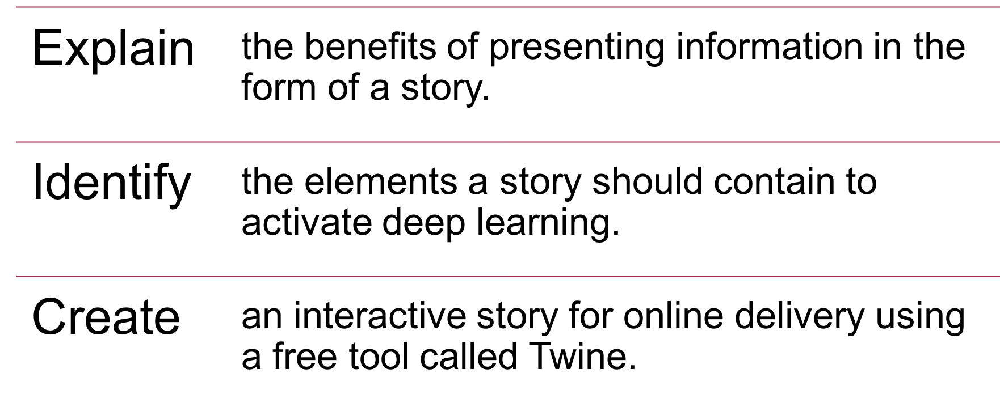 Explain the benefits of presenting information in the
form of a story.
Identify the elements a story should contain to
activate deep learning.
Create an interactive story for online delivery using
a free tool called Twine.